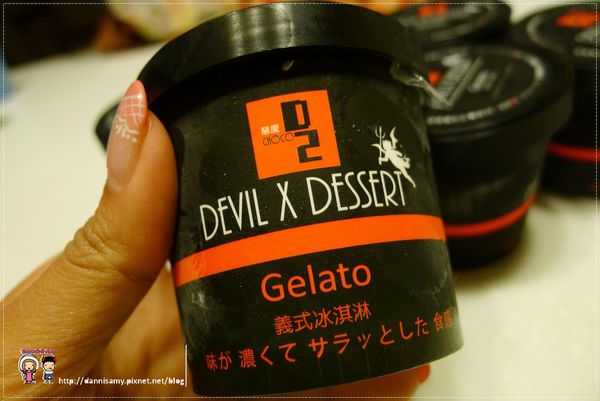 惡魔
CHOCO
D2
DEVIL X DESSERT
Gelato
義式冰淇淋
味が 濃くて サラッとした 食感
http://dannisamy.pixnet.net/blog